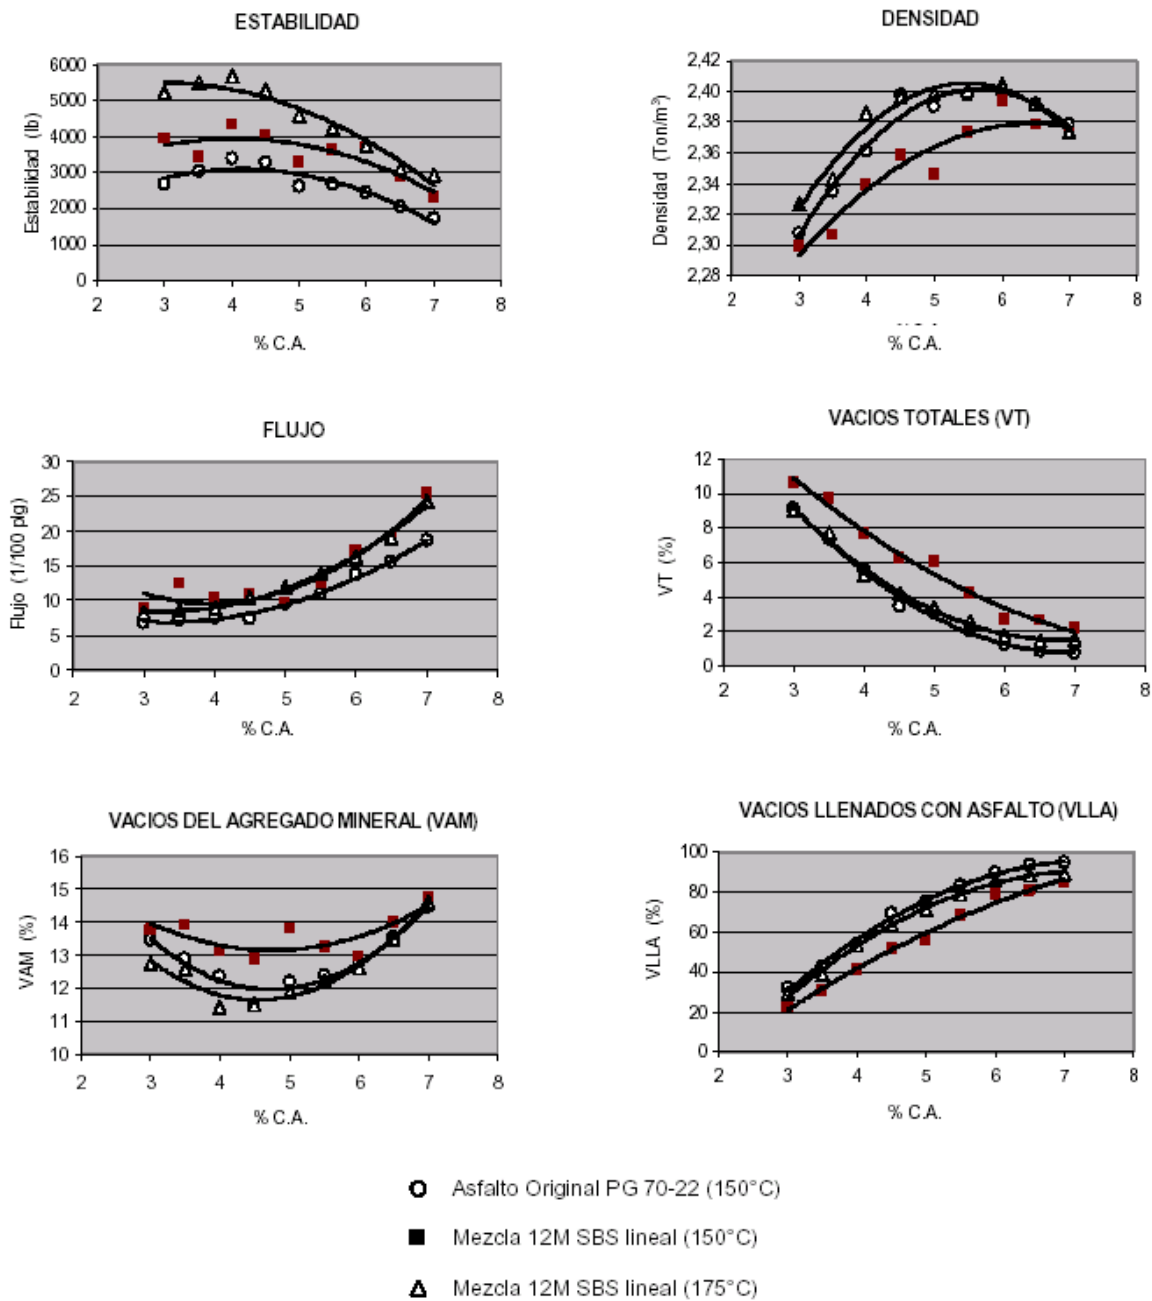 ESTABILIDAD
6000
5000
4000
3000
2000
1000
0
Estabilidad (lb)
2 3 4 5 6 7 8
% C.A.
DENSIDAD
2,42
2,40
2,38
2,36
2,34
2,32
2,30
2,28
Densidad (Ton/m³)
2 3 4 5 6 7 8
% C.A.
FLUJO
30
25
20
15
10
5
0
Flujo (1/100 plg)
2 3 4 5 6 7 8
% C.A.
VACIOS TOTALES (VT)
12
10
8
6
4
2
0
VT (%)
2 3 4 5 6 7 8
% C.A.
VACIOS DEL AGREGADO MINERAL (VAM)
16
15
14
13
12
11
10
VAM (%)
2 3 4 5 6 7 8
% C.A.
VACIOS LLENADOS CON ASFALTO (VLLA)
100
80
60
40
20
0
VLLA (%)
2 3 4 5 6 7 8
% C.A.
Asfalto Original PG 70-22 (150°C)
Mezcla 12M SBS lineal (150°C)
Mezcla 12M SBS lineal (175°C)